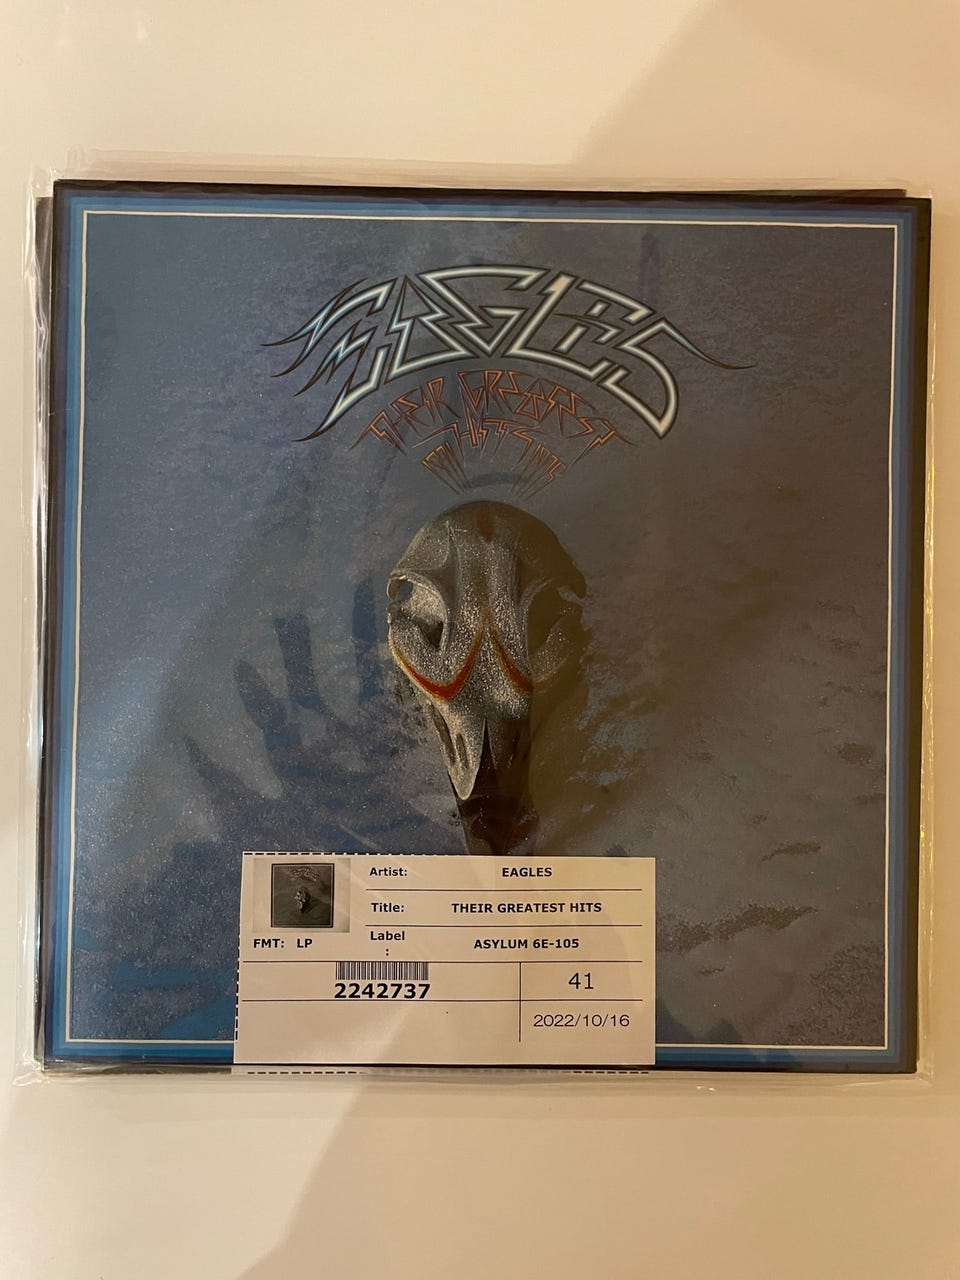 EAGLES
THEIR GREATEST
HITS
1971 1975
Artist: EAGLES
Title: THEIR GREATEST HITS
FMT: LP Label : ASYLUM 6E-105
2242737 41
2022/10/16